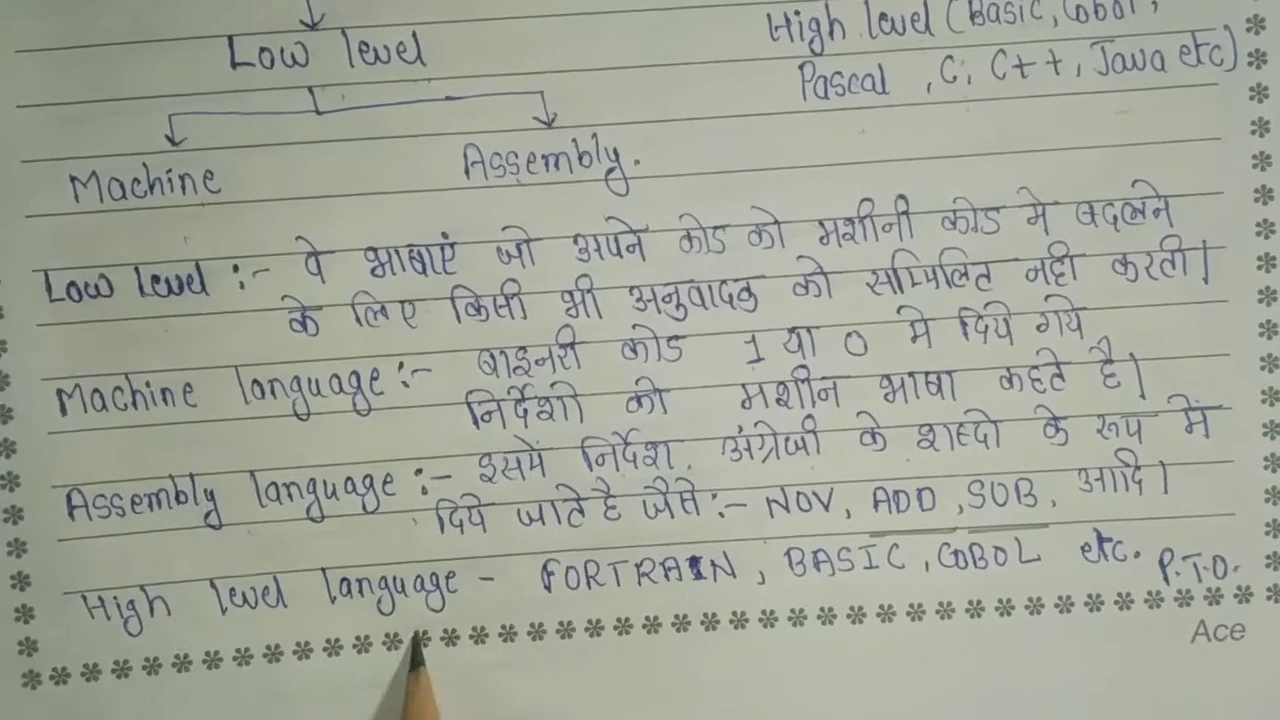 Low level
High level (Basic, Cobol,
Pascal, C, C++, Java etc)
Machine
Assembly.
Low level :- वे भाषाएं जो अपने कोड को मशीनी कोड मे बदलने
के लिए किसी भी अनुवादक को सम्मिलित नही करती।
Machine language :- बाइनरी कोड 1 या 0 मे दिये गये
निर्देशो को मशीन भाषा कहते है।
Assembly language :- इसमें निर्देश अंग्रेजी के शब्दो के रूप में
दिये जाते है जैसे :- NOV, ADD, SUB, आदि।
High level language - FORTRAIN, BASIC, COBOL etc. P.T.O.
Ace